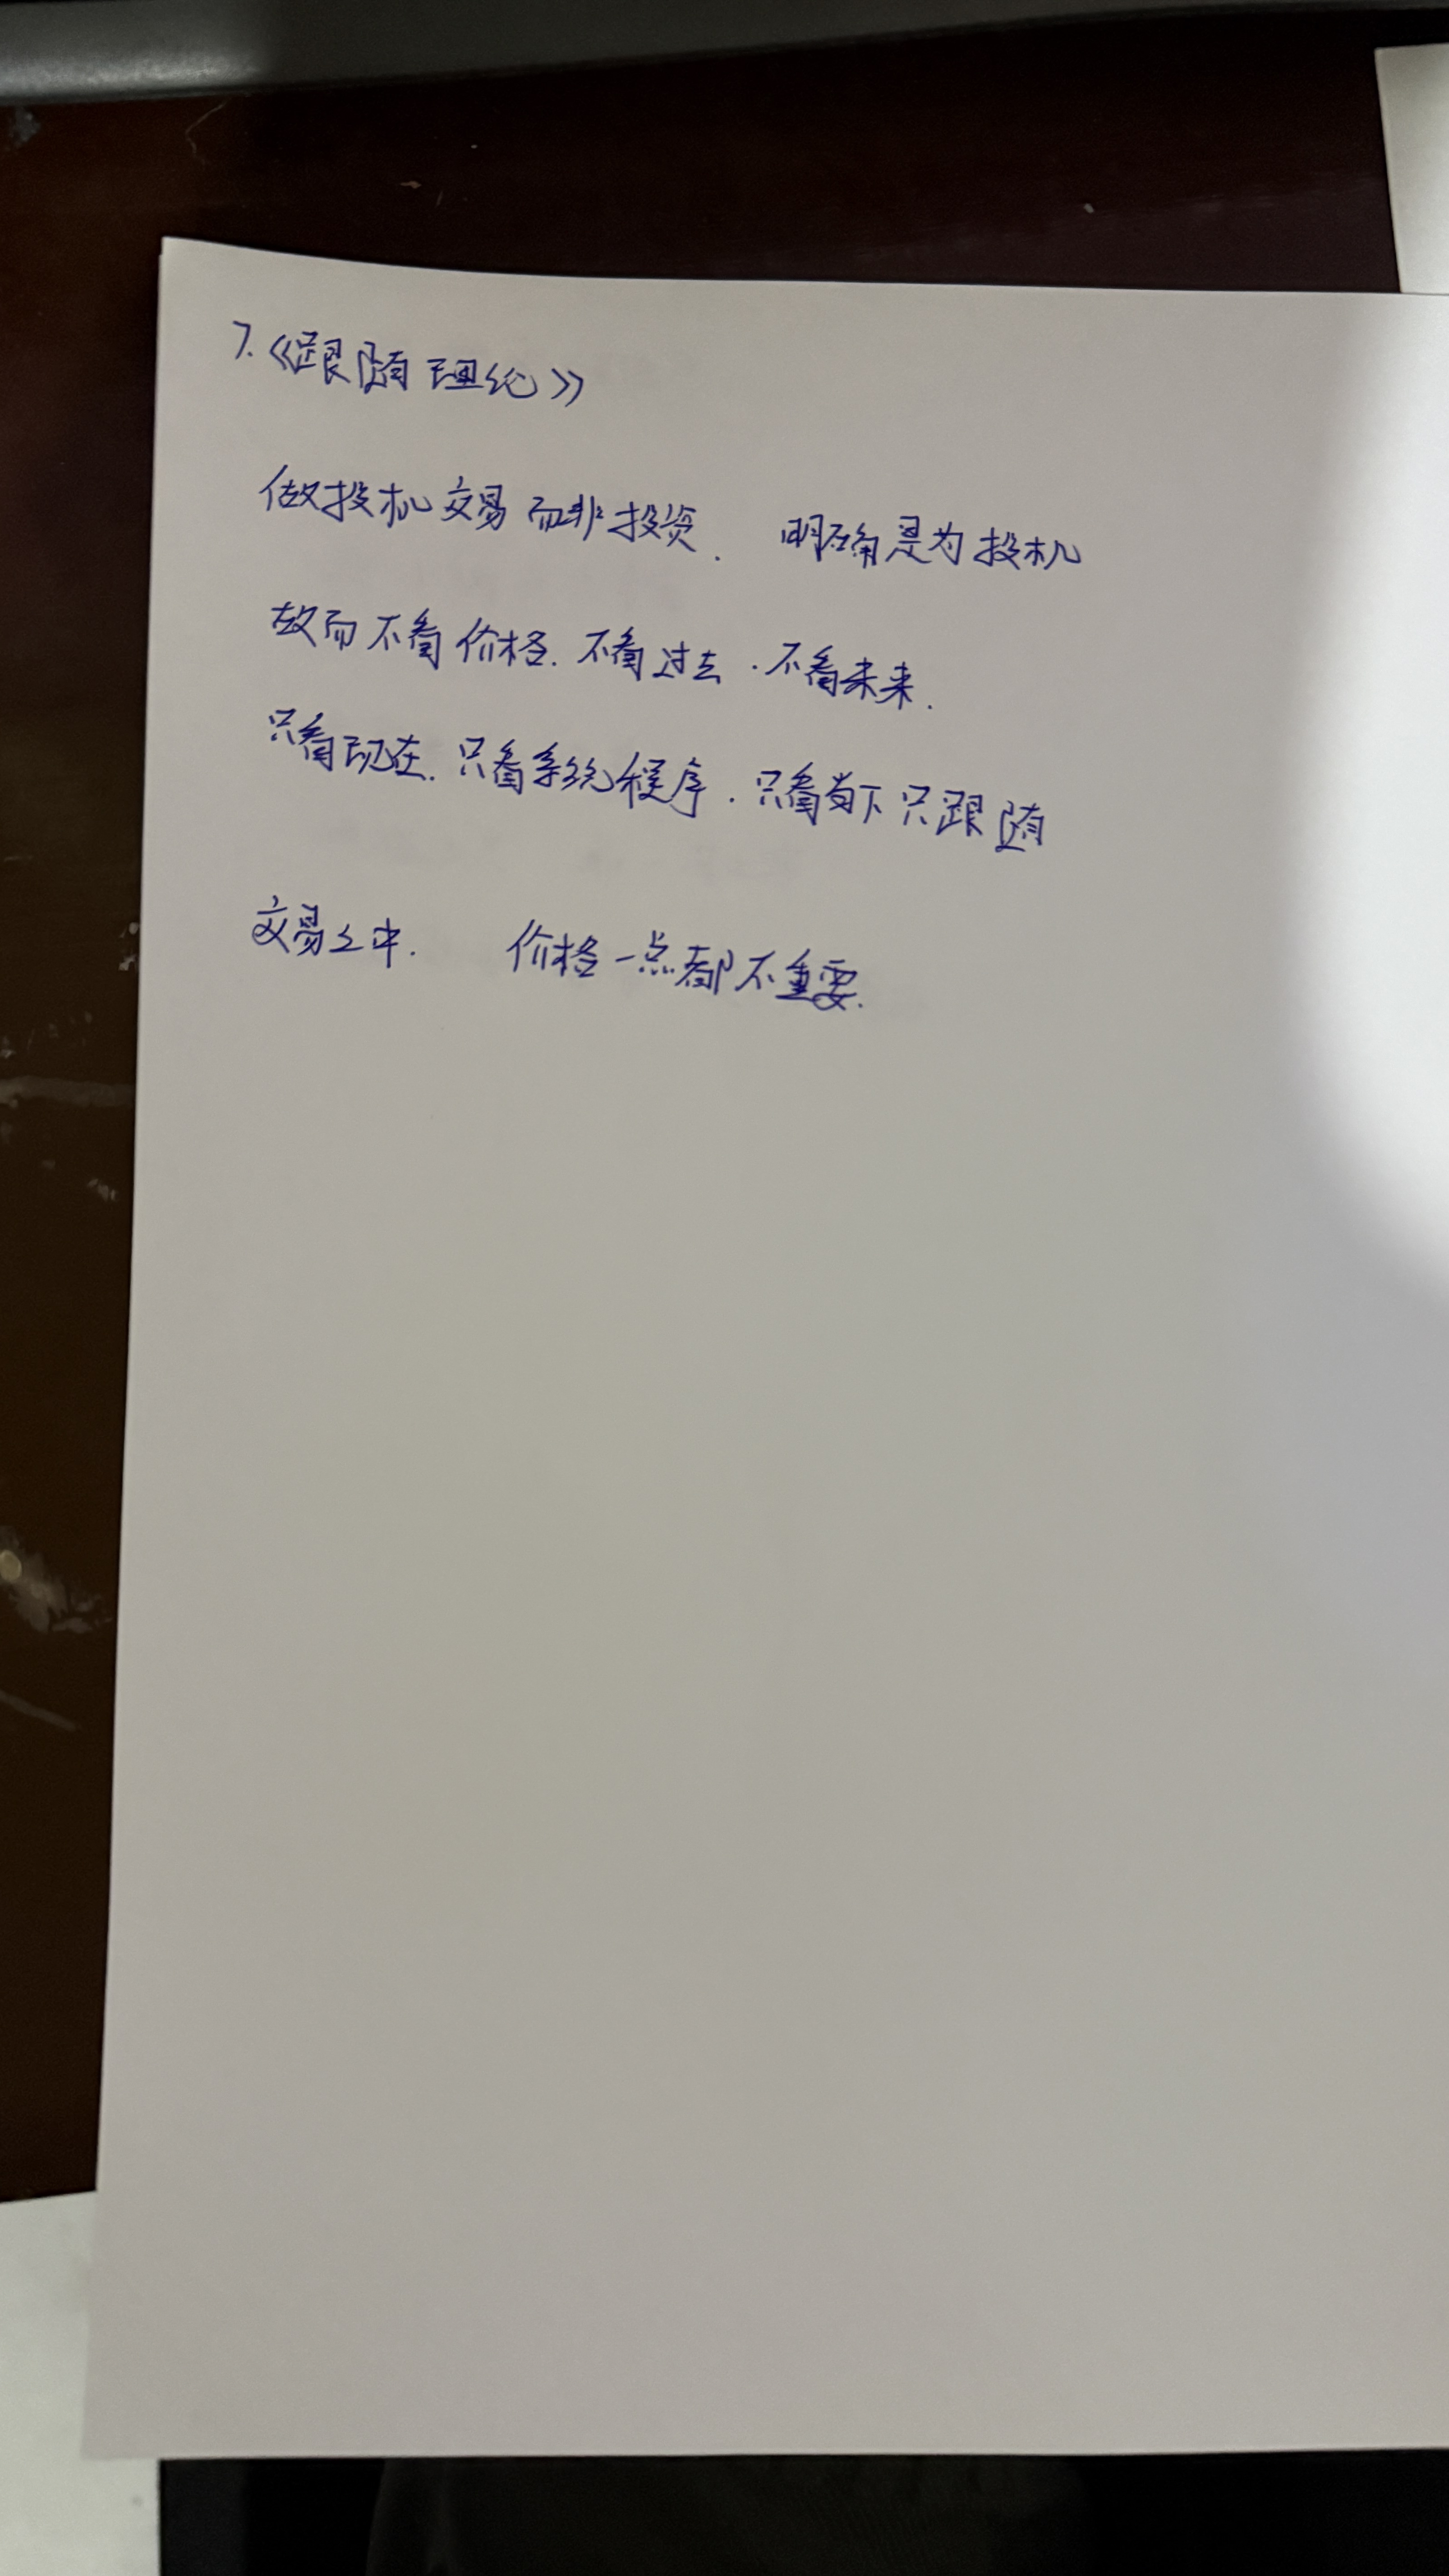 7.《跟随理论》
做投机交易而非投资. 明确是为投机
故而不看价格.不看过去.不看未来.
只看现在.只看系统程序.只看当下只跟随
交易之中. 价格一点都不重要.